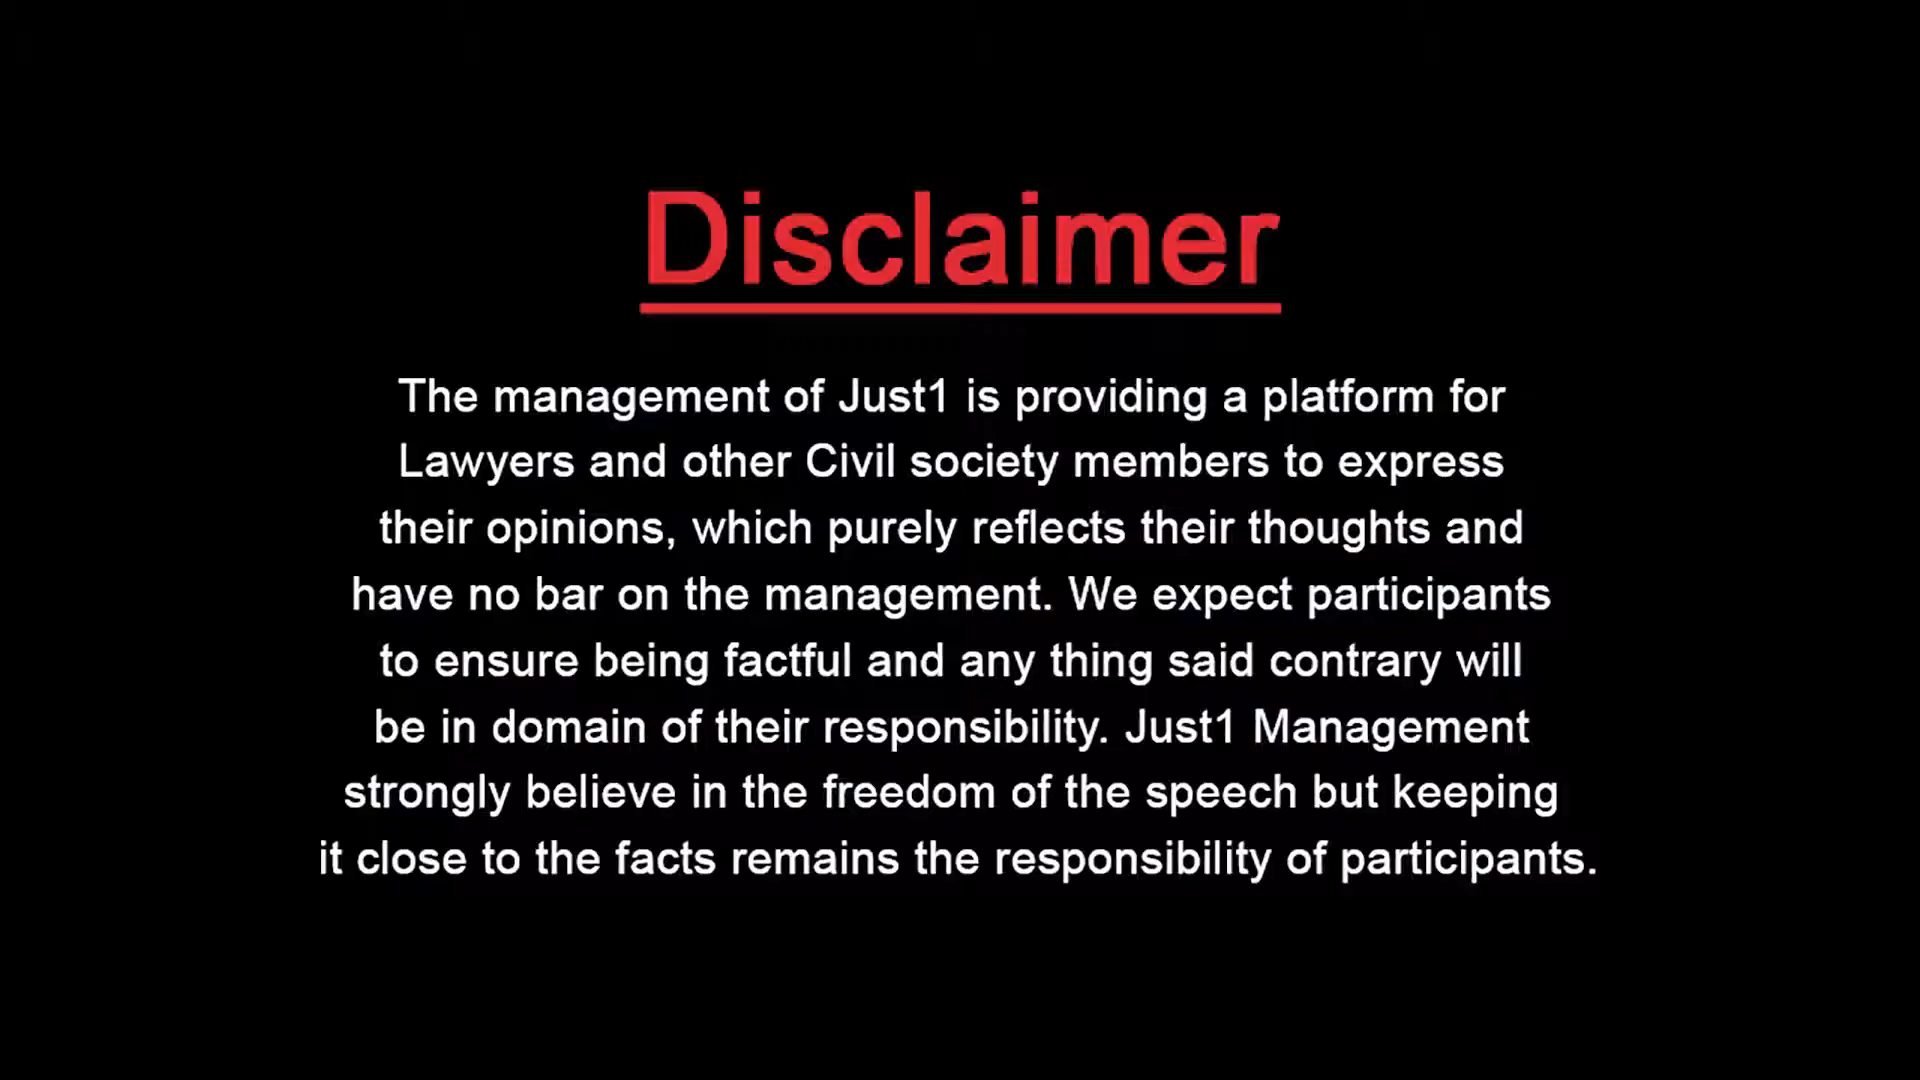 Disclaimer
The management of Just1 is providing a platform for
Lawyers and other Civil society members to express
their opinions, which purely reflects their thoughts and
have no bar on the management. We expect participants
to ensure being factful and any thing said contrary will
be in domain of their responsibility. Just1 Management
strongly believe in the freedom of the speech but keeping
it close to the facts remains the responsibility of participants.